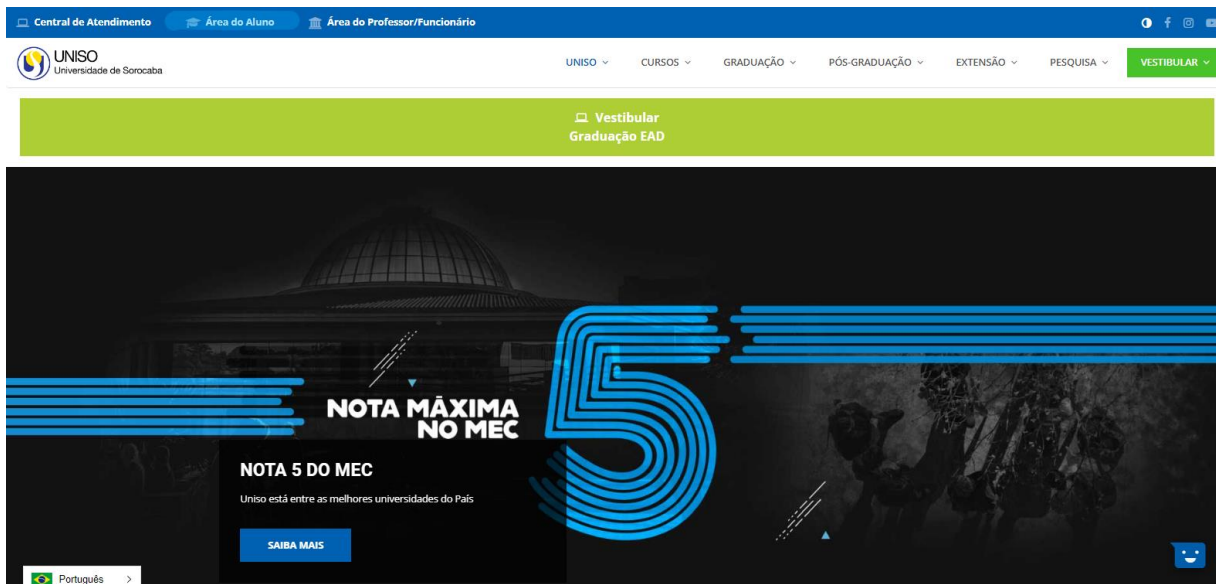 Central de Atendimento
Área do Aluno
Área do Professor/Funcionário
UNISO
Universidade de Sorocaba
UNISO
CURSOS
GRADUAÇÃO
PÓS-GRADUAÇÃO
EXTENSÃO
PESQUISA
VESTIBULAR
Vestibular
Graduação EAD
NOTA MÁXIMA
NO MEC
5
NOTA 5 DO MEC
Uniso está entre as melhores universidades do País
SAIBA MAIS
Português >